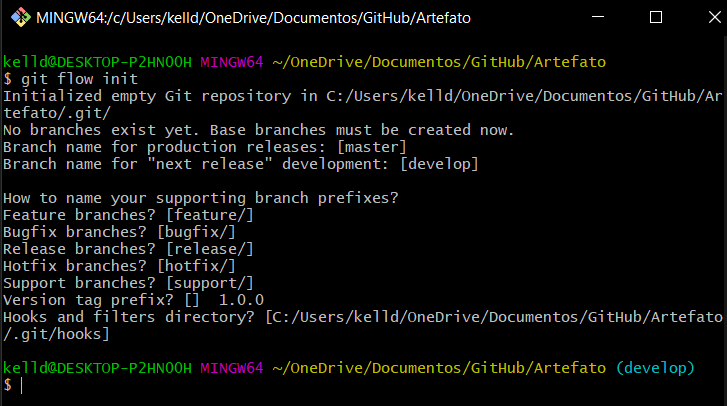 MINGW64:/c/Users/kelld/OneDrive/Documentos/GitHub/Artefato
kelld@DESKTOP-P2HNOOH MINGW64 ~/OneDrive/Documentos/GitHub/Artefato
$ git flow init
Initialized empty Git repository in C:/Users/kelld/OneDrive/Documentos/GitHub/Ar
tefato/.git/
No branches exist yet. Base branches must be created now.
Branch name for production releases: [master]
Branch name for "next release" development: [develop]
How to name your supporting branch prefixes?
Feature branches? [feature/]
Bugfix branches? [bugfix/]
Release branches? [release/]
Hotfix branches? [hotfix/]
Support branches? [support/]
Version tag prefix? []  1.0.0
Hooks and filters directory? [C:/Users/kelld/OneDrive/Documentos/GitHub/Artefato
/.git/hooks]
kelld@DESKTOP-P2HNOOH MINGW64 ~/OneDrive/Documentos/GitHub/Artefato (develop)
$